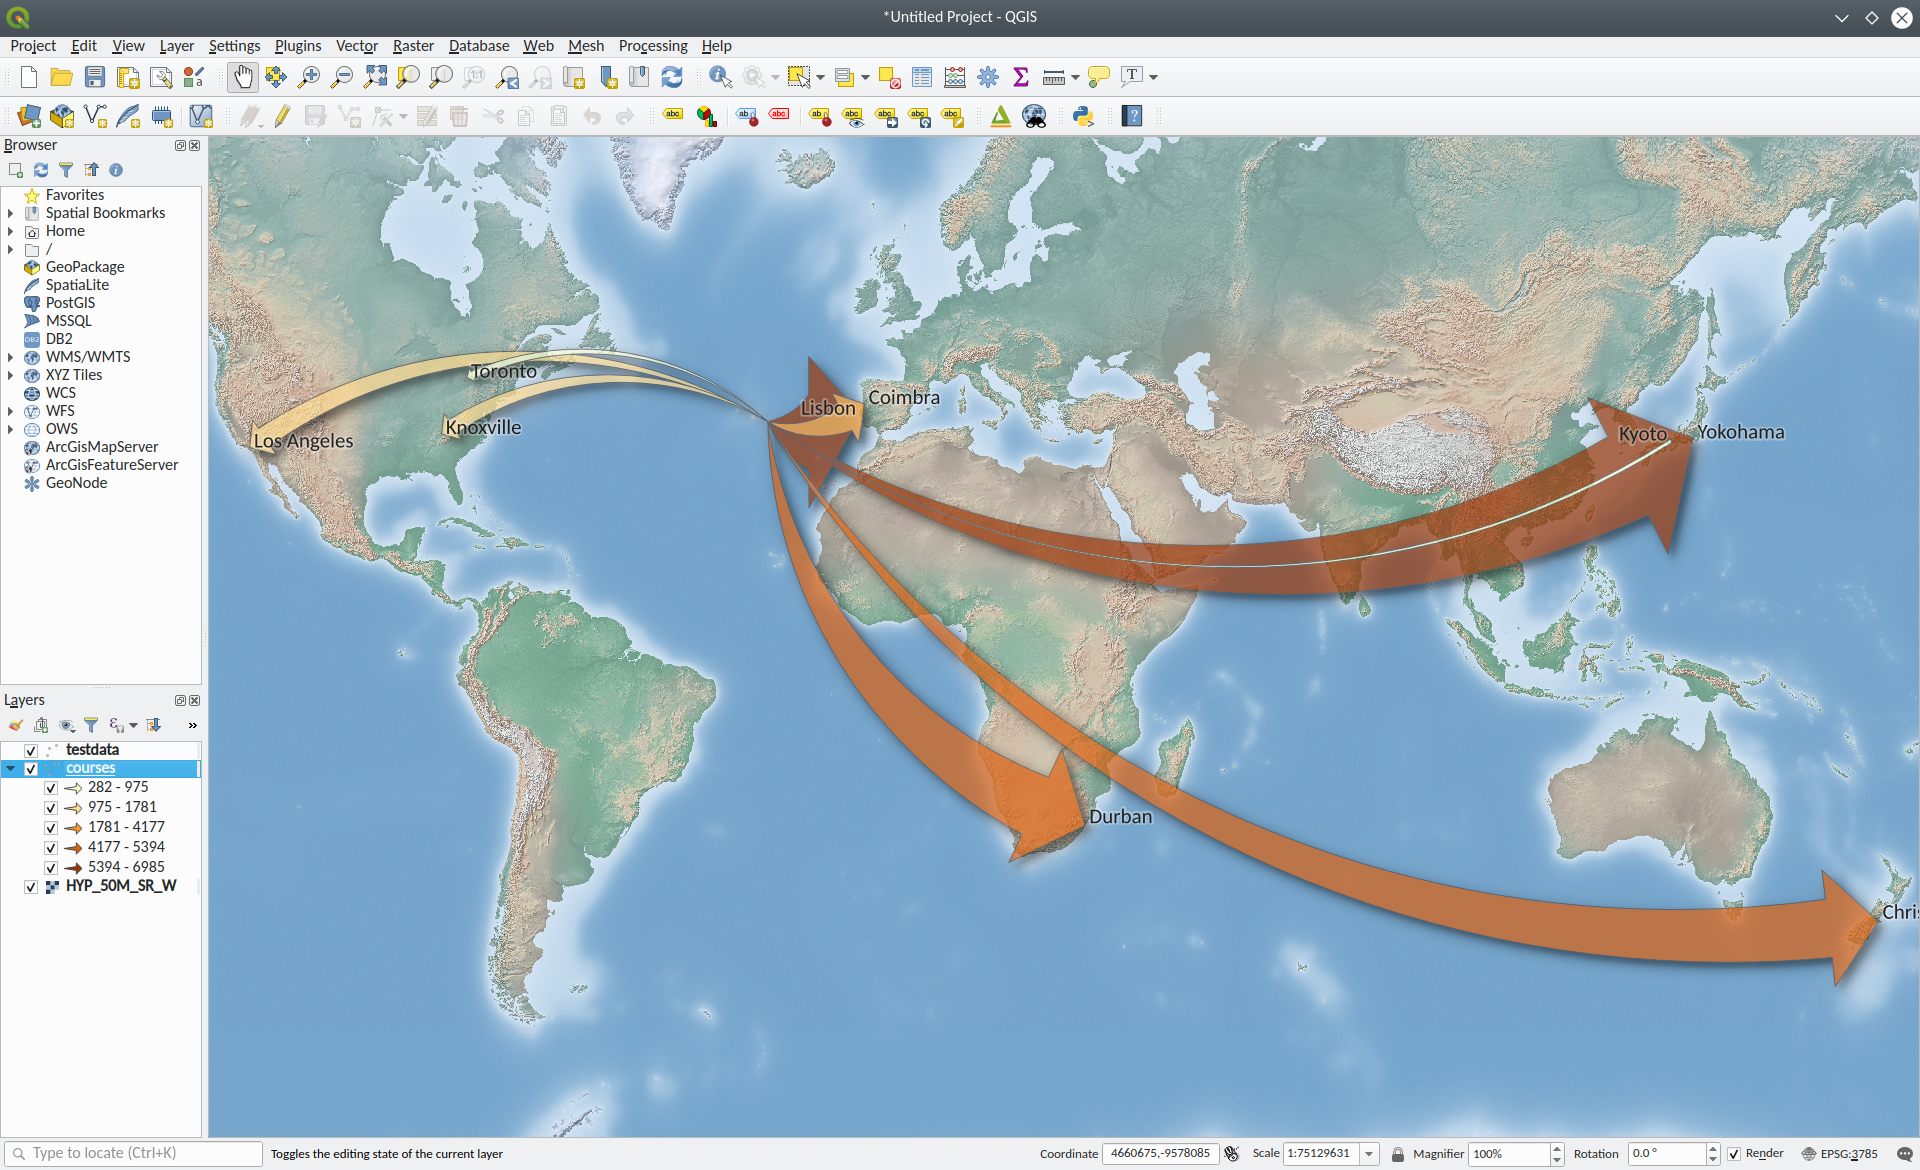 *Untitled Project - QGIS
Project Edit View Layer Settings Plugins Vector Raster Database Web Mesh Processing Help
Browser
Favorites
Spatial Bookmarks
Home
/
GeoPackage
SpatiaLite
PostGIS
MSSQL
DB2
WMS/WMTS
XYZ Tiles
WCS
WFS
OWS
ArcGisMapServer
ArcGisFeatureServer
GeoNode
Layers
testdata
courses
282 - 975
975 - 1781
1781 - 4177
4177 - 5394
5394 - 6985
HYP_50M_SR_W
Toronto
Knoxville
Los Angeles
Lisbon
Coimbra
Kyoto
Yokohama
Durban
Chris
Type to locate (Ctrl+K) Toggles the editing state of the current layer Coordinate 4660675,-9578085 Scale 1:75129631 Magnifier 100% Rotation 0.0 ° Render EPSG:3785